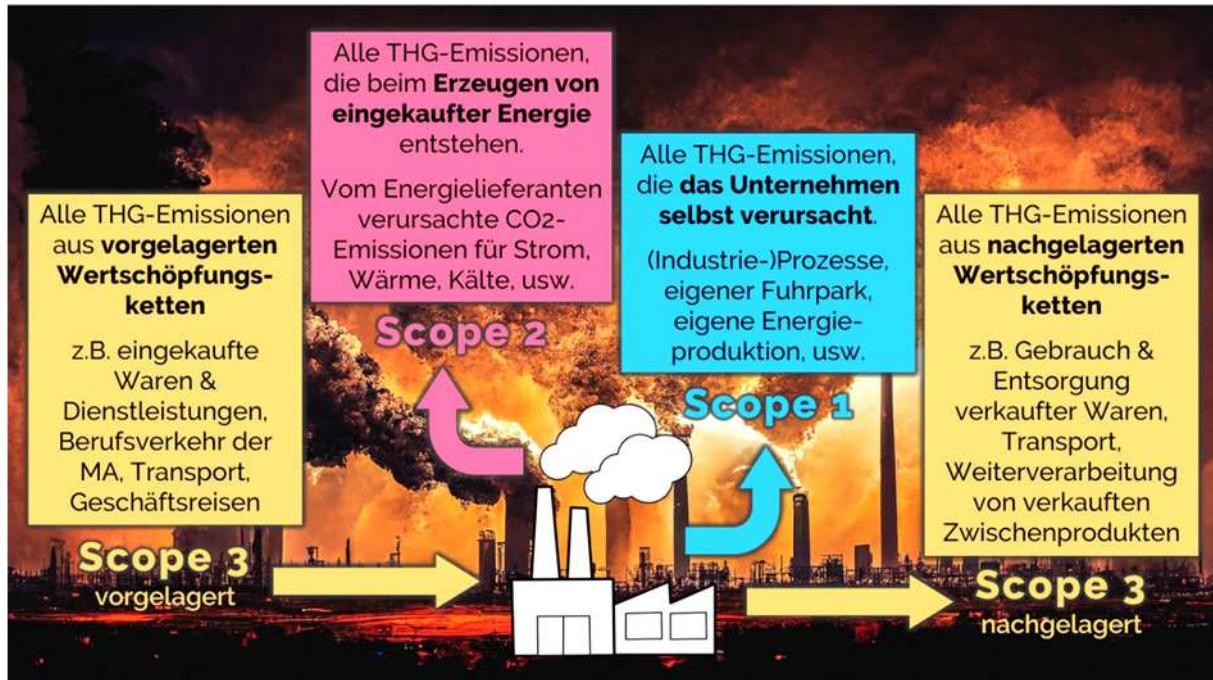 Alle THG-Emissionen
aus vorgelagerten
Wertschöpfungs-
ketten
z.B. eingekaufte
Waren &
Dienstleistungen,
Berufsverkehr der
MA, Transport,
Geschäftsreisen
Scope 3
vorgelagert
Alle THG-Emissionen,
die beim Erzeugen von
eingekaufter Energie
entstehen.
Vom Energielieferanten
verursachte CO2-
Emissionen für Strom,
Wärme, Kälte, usw.
Scope 2
Alle THG-Emissionen,
die das Unternehmen
selbst verursacht.
(Industrie-)Prozesse,
eigener Fuhrpark,
eigene Energie-
produktion, usw.
Scope 1
Alle THG-Emissionen
aus nachgelagerten
Wertschöpfungs-
ketten
z.B. Gebrauch &
Entsorgung
verkaufter Waren,
Transport,
Weiterverarbeitung
von verkauften
Zwischenprodukten
Scope 3
nachgelagert